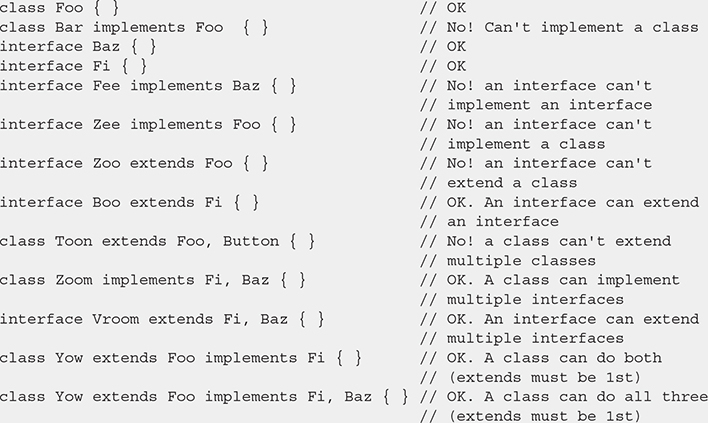 class Foo { } // OK
class Bar implements Foo { } // No! Can't implement a class
interface Baz { } // OK
interface Fi { } // OK
interface Fee implements Baz { } // No! an interface can't
// implement an interface
interface Zee implements Foo { } // No! an interface can't
// implement a class
interface Zoo extends Foo { } // No! an interface can't
// extend a class
interface Boo extends Fi { } // OK. An interface can extend
// an interface
class Toon extends Foo, Button { } // No! a class can't extend
// multiple classes
class Zoom implements Fi, Baz { } // OK. A class can implement
// multiple interfaces
interface Vroom extends Fi, Baz { } // OK. An interface can extend
// multiple interfaces
class Yow extends Foo implements Fi { } // OK. A class can do both
// (extends must be 1st)
class Yow extends Foo implements Fi, Baz { } // OK. A class can do all three
// (extends must be 1st)